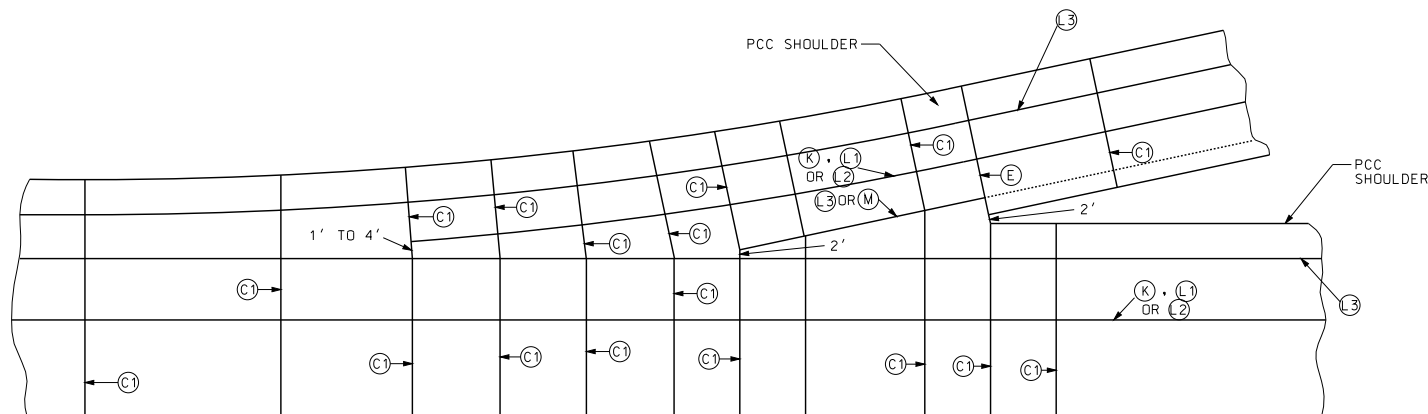 L3
PCC SHOULDER
K , L1
OR L2
C1
C1
C1
E
L3 OR M
C1
PCC
SHOULDER
C1
C1
2'
C1
1' TO 4'
C1
2'
C1
C1
K , L1
OR L2
L3
C1
C1
C1
C1
C1
C1
C1
C1